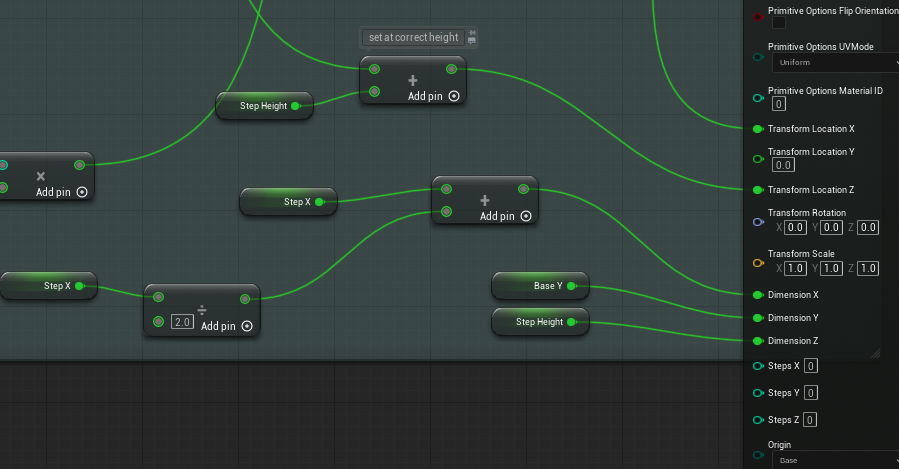 set at correct height
+
Add pin
Step Height
×
Add pin
Step X
+
Add pin
Step X
÷
2.0
Add pin
Base Y
Step Height
Primitive Options Flip Orientation
Primitive Options UVMode
Uniform
Primitive Options Material ID
0
Transform Location X
Transform Location Y
0.0
Transform Location Z
Transform Rotation
X 0.0 Y 0.0 Z 0.0
Transform Scale
X 1.0 Y 1.0 Z 1.0
Dimension X
Dimension Y
Dimension Z
Steps X 0
Steps Y 0
Steps Z 0
Origin
Base